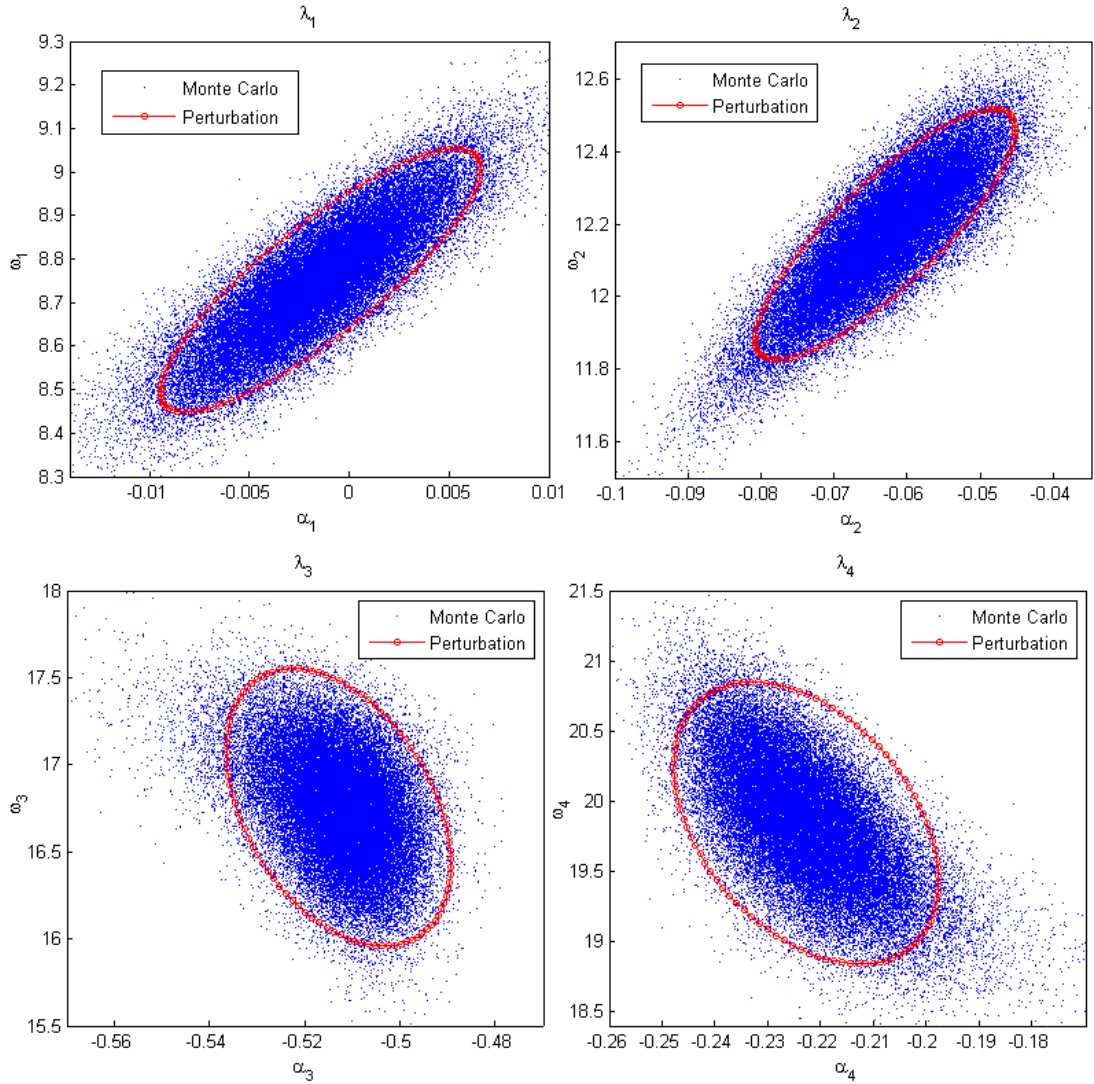 λ₁
9.3
9.2
9.1
9
8.9
8.8
8.7
8.6
8.5
8.4
8.3
ω₁
Monte Carlo
Perturbation
-0.01 -0.005 0 0.005 0.01
α₁
λ₂
12.6
12.4
12.2
12
11.8
11.6
ω₂
Monte Carlo
Perturbation
-0.1 -0.09 -0.08 -0.07 -0.06 -0.05 -0.04
α₂
λ₃
18
17.5
17
16.5
16
15.5
ω₃
Monte Carlo
Perturbation
-0.56 -0.54 -0.52 -0.5 -0.48
α₃
λ₄
21.5
21
20.5
20
19.5
19
18.5
ω₄
Monte Carlo
Perturbation
-0.26 -0.25 -0.24 -0.23 -0.22 -0.21 -0.2 -0.19 -0.18
α₄